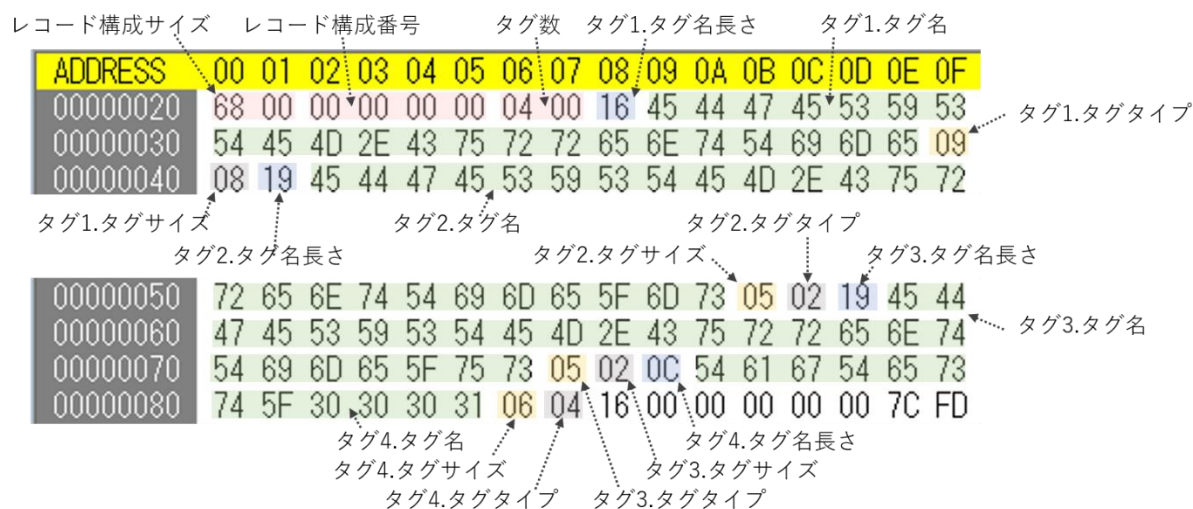 レコード構成サイズ レコード構成番号 タグ数 タグ1.タグ名長さ タグ1.タグ名
ADDRESS 00 01 02 03 04 05 06 07 08 09 0A 0B 0C 0D 0E 0F
00000020 68 00 00 00 00 00 04 00 16 45 44 47 45 53 59 53
タグ1.タグタイプ
00000030 54 45 4D 2E 43 75 72 72 65 6E 74 54 69 6D 65 09
00000040 08 19 45 44 47 45 53 59 53 54 45 4D 2E 43 75 72
タグ1.タグサイズ タグ2.タグ名 タグ2.タグタイプ
タグ2.タグ名長さ タグ2.タグサイズ タグ3.タグ名長さ
00000050 72 65 6E 74 54 69 6D 65 5F 6D 73 05 02 19 45 44
00000060 47 45 53 59 53 54 45 4D 2E 43 75 72 72 65 6E 74
タグ3.タグ名
00000070 54 69 6D 65 5F 75 73 05 02 0C 54 61 67 54 65 73
00000080 74 5F 30 30 30 31 06 04 16 00 00 00 00 00 7C FD
タグ4.タグ名 タグ4.タグ名長さ
タグ4.タグサイズ タグ3.タグサイズ
タグ4.タグタイプ タグ3.タグタイプ